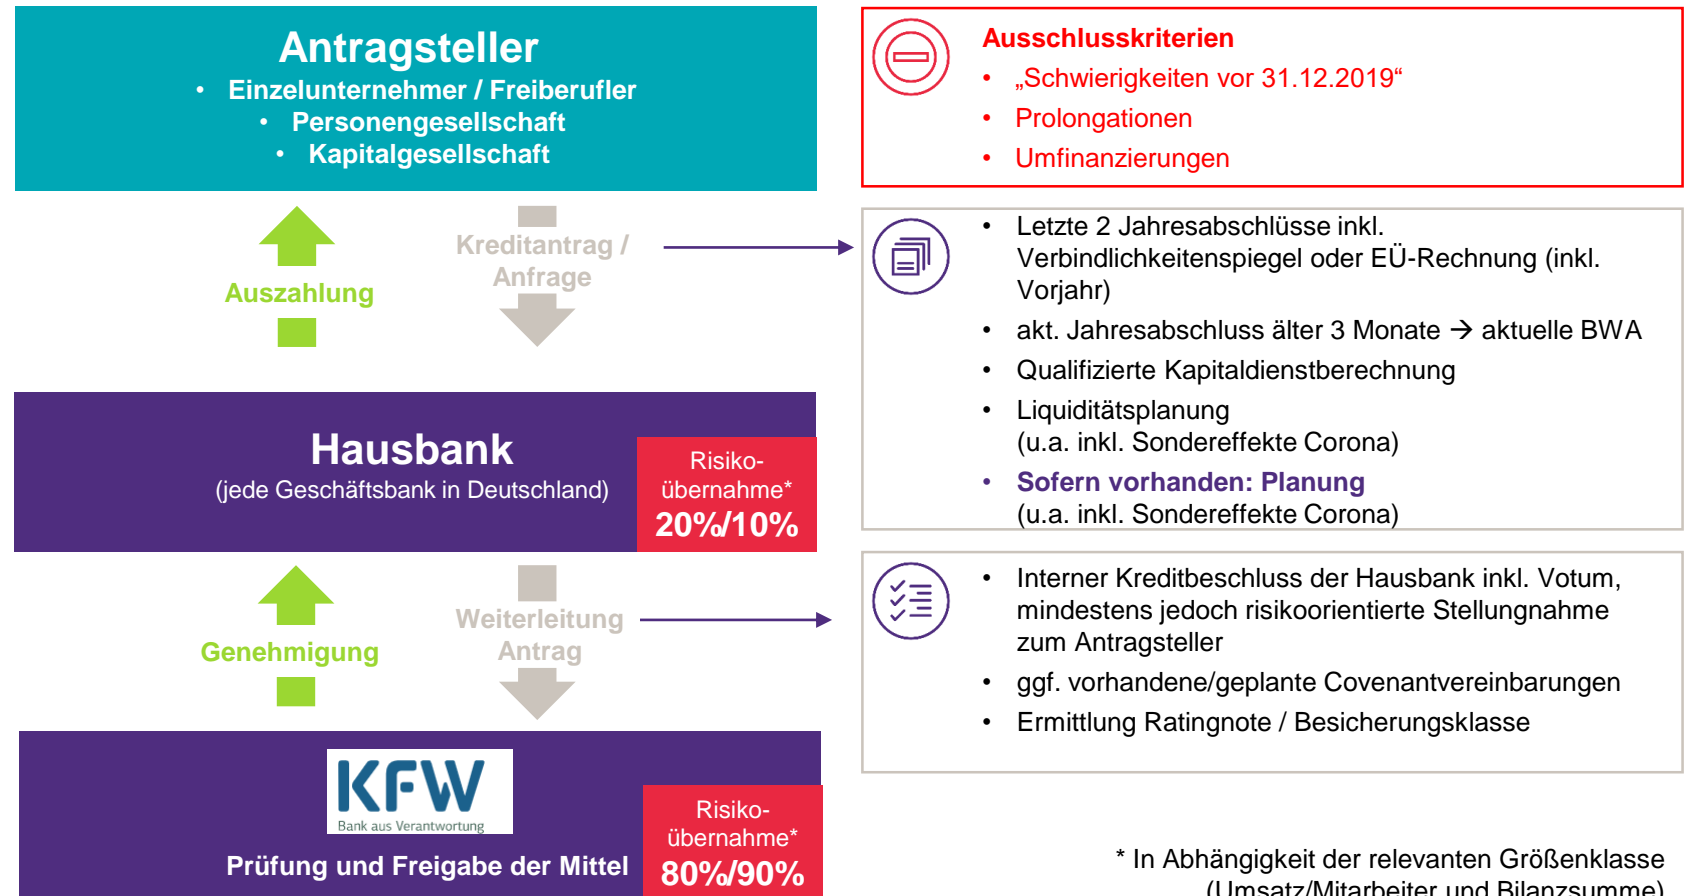 Antragsteller
• Einzelunternehmer / Freiberufler
• Personengesellschaft
• Kapitalgesellschaft
Ausschlusskriterien
• „Schwierigkeiten vor 31.12.2019“
• Prolongationen
• Umfinanzierungen
Auszahlung
Kreditantrag /
Anfrage
• Letzte 2 Jahresabschlüsse inkl.
Verbindlichkeitenspiegel oder EÜ-Rechnung (inkl.
Vorjahr)
• akt. Jahresabschluss älter 3 Monate → aktuelle BWA
• Qualifizierte Kapitaldienstberechnung
• Liquiditätsplanung
(u.a. inkl. Sondereffekte Corona)
• Sofern vorhanden: Planung
(u.a. inkl. Sondereffekte Corona)
Hausbank
(jede Geschäftsbank in Deutschland)
Risiko-
übernahme*
20%/10%
Genehmigung
Weiterleitung
Antrag
• Interner Kreditbeschluss der Hausbank inkl. Votum,
mindestens jedoch risikoorientierte Stellungnahme
zum Antragsteller
• ggf. vorhandene/geplante Covenantvereinbarungen
• Ermittlung Ratingnote / Besicherungsklasse
KFW
Bank aus Verantwortung
Prüfung und Freigabe der Mittel
Risiko-
übernahme*
80%/90%
* In Abhängigkeit der relevanten Größenklasse
(Umsatz/Mitarbeiter und Bilanzsumme)